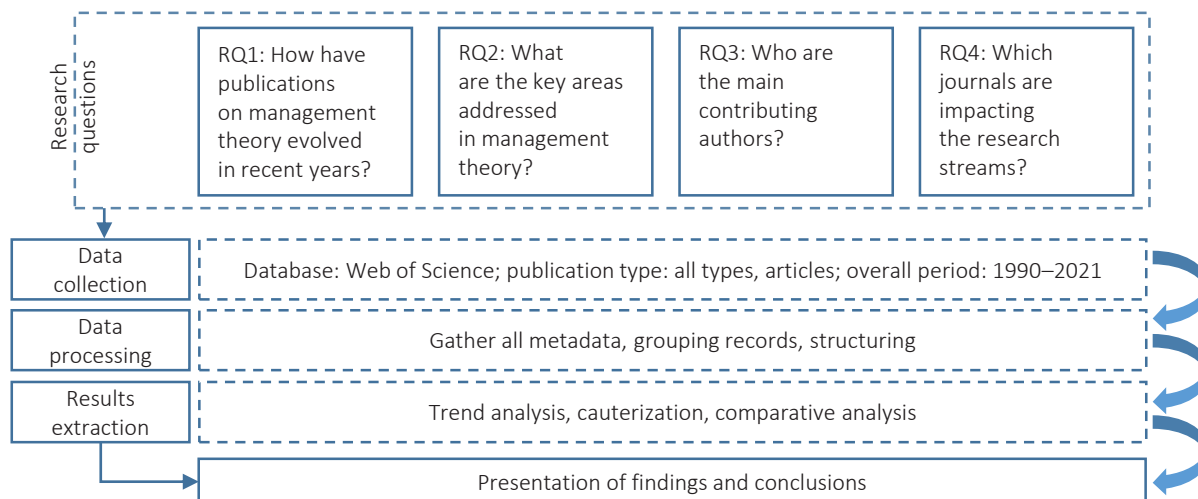 Research
questions
RQ1: How have
publications
on management
theory evolved
in recent years?
RQ2: What
are the key areas
addressed
in management
theory?
RQ3: Who are
the main
contributing
authors?
RQ4: Which
journals are
impacting
the research
streams?
Data
collection
Database: Web of Science; publication type: all types, articles; overall period: 1990–2021
Data
processing
Gather all metadata, grouping records, structuring
Results
extraction
Trend analysis, cauterization, comparative analysis
Presentation of findings and conclusions